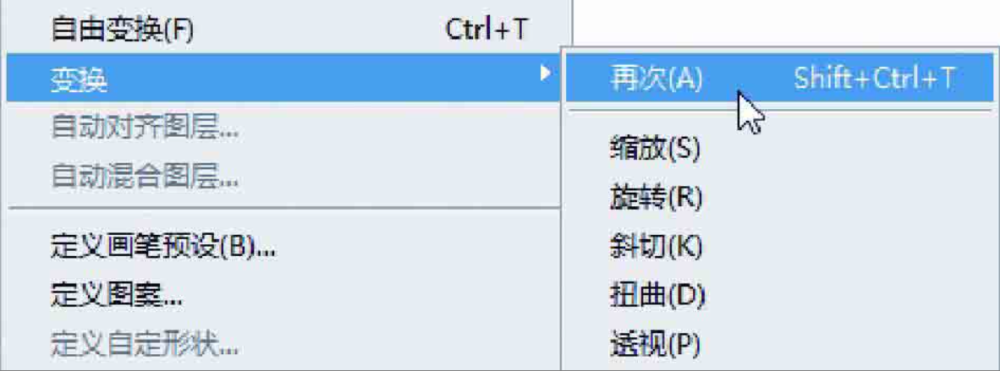 自由变换(F) Ctrl+T
变换
自动对齐图层...
自动混合图层...
定义画笔预设(B)...
定义图案...
定义自定形状...
再次(A) Shift+Ctrl+T
缩放(S)
旋转(R)
斜切(K)
扭曲(D)
透视(P)